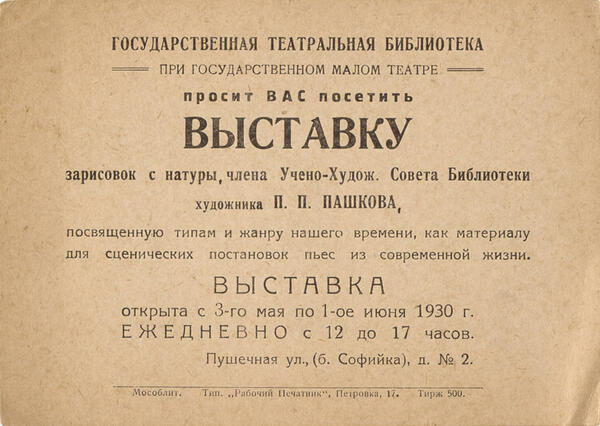 ГОСУДАРСТВЕННАЯ ТЕАТРАЛЬНАЯ БИБЛИОТЕКА
ПРИ ГОСУДАРСТВЕННОМ МАЛОМ ТЕАТРЕ
просит ВАС посетить
ВЫСТАВКУ
зарисовок с натуры, члена Учено-Худож. Совета Библиотеки
художника П. П. ПАШКОВА,
посвященную типам и жанру нашего времени, как материалу
для сценических постановок пьес из современной жизни.
ВЫСТАВКА
открыта с 3-го мая по 1-ое июня 1930 г.
ЕЖЕДНЕВНО с 12 до 17 часов.
Пушечная ул., (б. Софийка), д. № 2.
Мособлит. Тип. „Рабочий Печатник", Петровка, 17. Тирж 500.